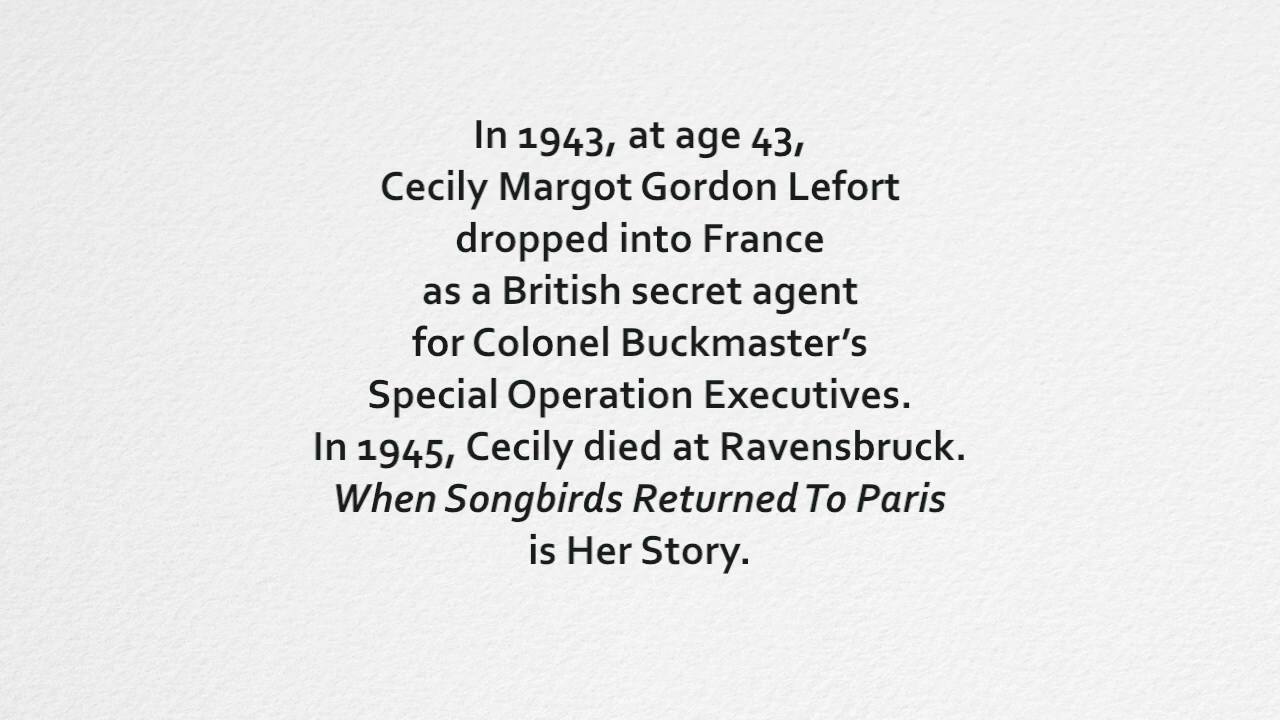 In 1943, at age 43,
Cecily Margot Gordon Lefort
dropped into France
as a British secret agent
for Colonel Buckmaster’s
Special Operation Executives.
In 1945, Cecily died at Ravensbruck.
When Songbirds Returned To Paris
is Her Story.